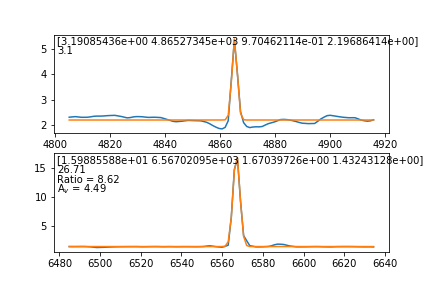 [3.19085436e+00 4.86527345e+03 9.70462114e-01 2.19686414e+00]
3.1
5
4
3
2
4800 4820 4840 4860 4880 4900 4920
[1.59885588e+01 6.56702095e+03 1.67039726e+00 1.43243128e+00]
26.71
Ratio = 8.62
Av = 4.49
15
10
5
6480 6500 6520 6540 6560 6580 6600 6620 6640